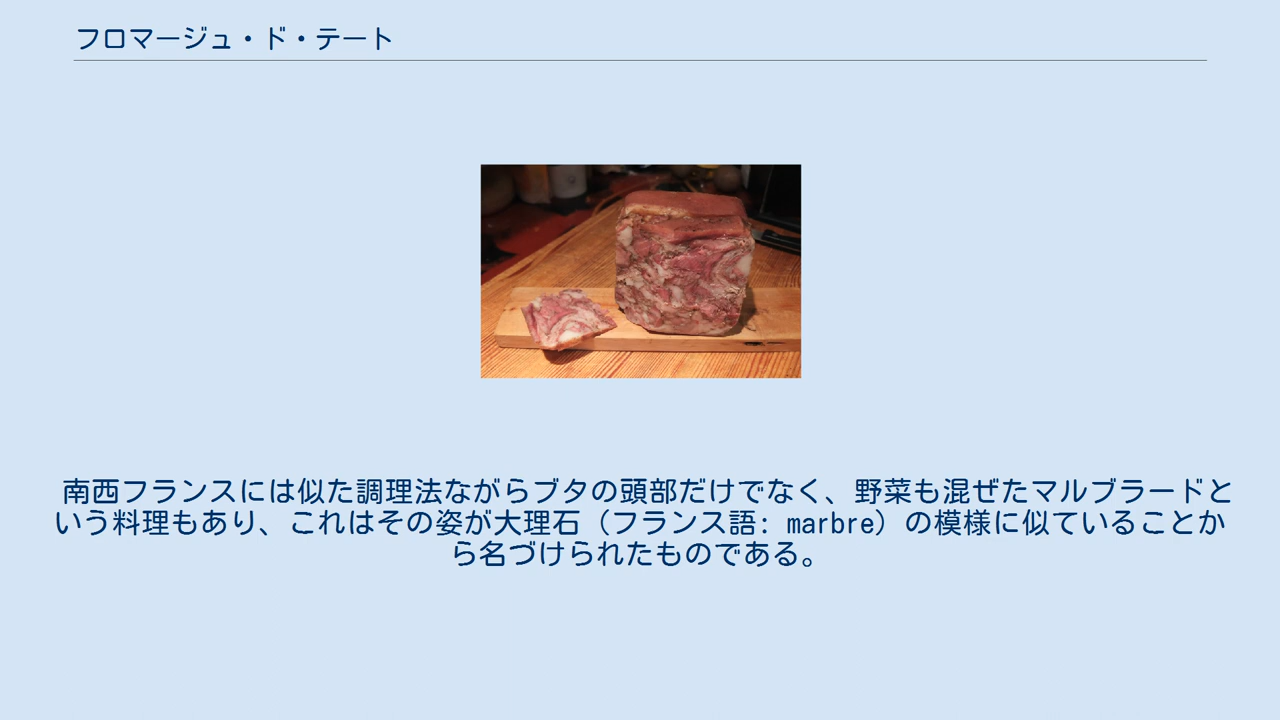 フロマージュ・ド・テート
南西フランスには似た調理法ながらブタの頭部だけでなく、野菜も混ぜたマルブラードと
いう料理もあり、これはその姿が大理石（フランス語: marbre）の模様に似ていることか
ら名づけられたものである。